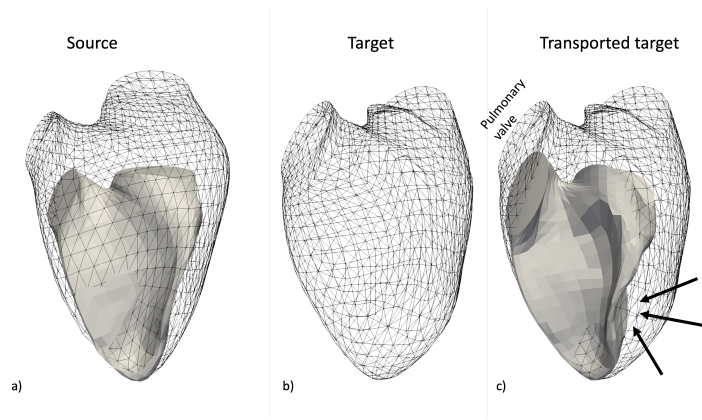 Source
Target
Transported target
Pulmonary
valve
a)
b)
c)